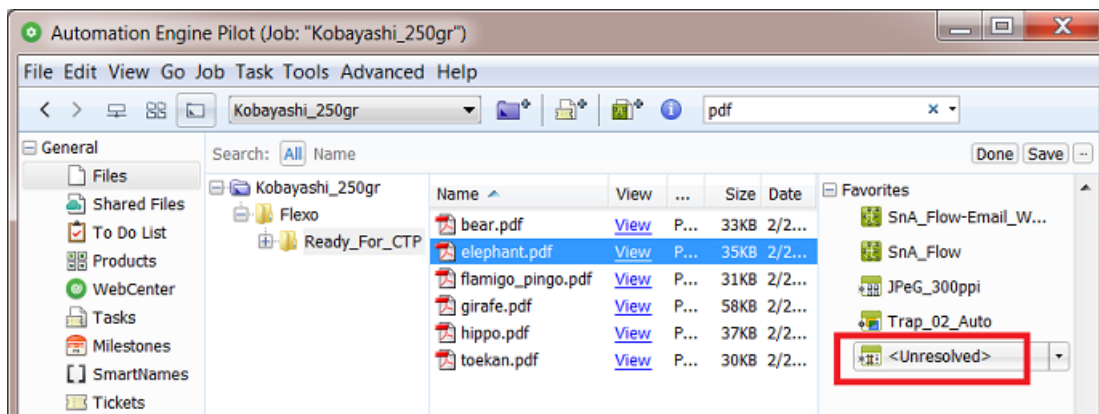 Automation Engine Pilot (Job: "Kobayashi_250gr")
File Edit View Go Job Task Tools Advanced Help
Kobayashi_250gr pdf
General
Files
Shared Files
To Do List
Products
WebCenter
Tasks
Milestones
SmartNames
Tickets
Search: All Name Done Save ...
Kobayashi_250gr
Flexo
Ready_For_CTP
Name View ... Size Date
bear.pdf View P... 33KB 2/2...
elephant.pdf View P... 35KB 2/2...
flamigo_pingo.pdf View P... 31KB 2/2...
girafe.pdf View P... 58KB 2/2...
hippo.pdf View P... 37KB 2/2...
toekan.pdf View P... 30KB 2/2...
Favorites
SnA_Flow-Email_W...
SnA_Flow
JPeG_300ppi
Trap_02_Auto
<Unresolved>